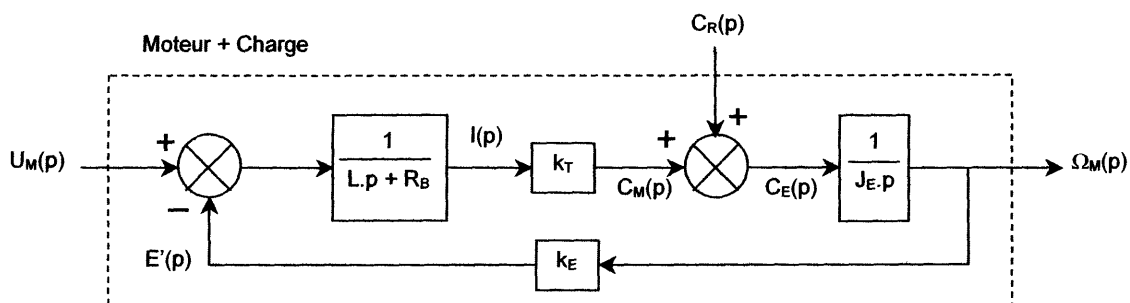 C_R(p)
Moteur + Charge
+
+
+
U_M(p)
1
L.p + R_B
I(p)
k_T
C_M(p)
C_E(p)
1
J_E.p
Ω_M(p)
−
E'(p)
k_E